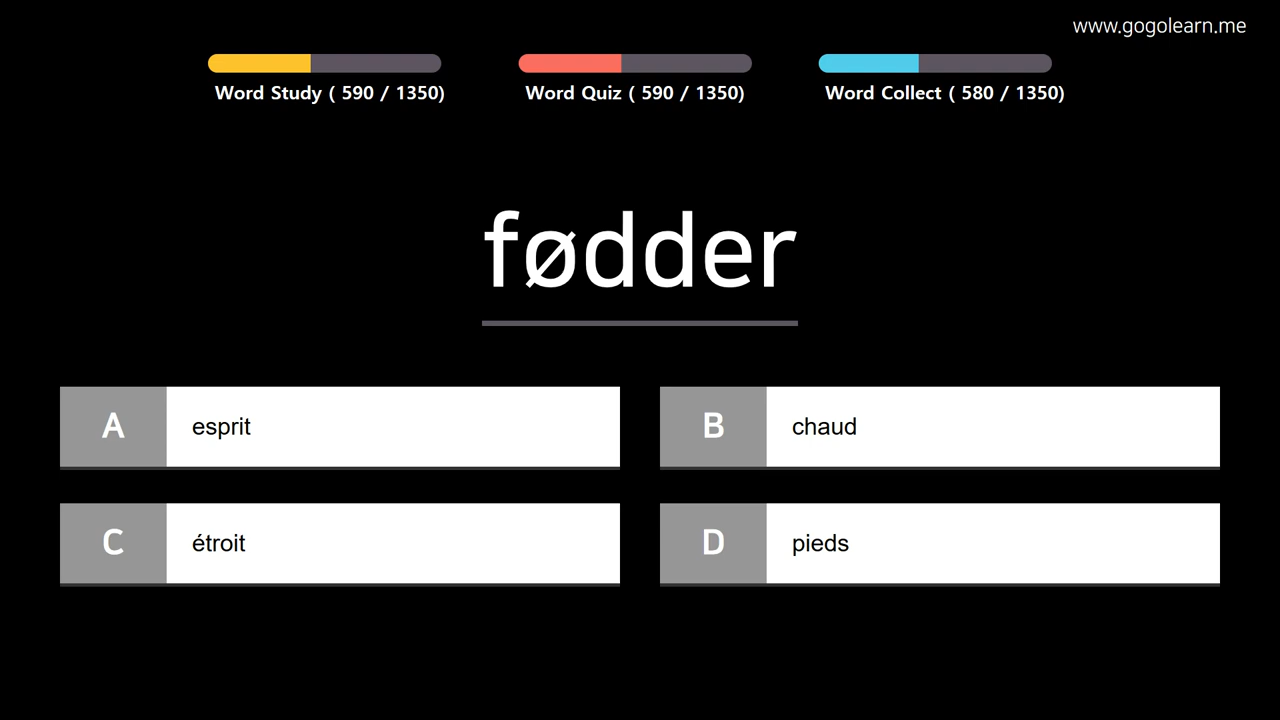 www.gogolearn.me
Word Study ( 590 / 1350)
Word Quiz ( 590 / 1350)
Word Collect ( 580 / 1350)
fødder
A esprit
B chaud
C étroit
D pieds